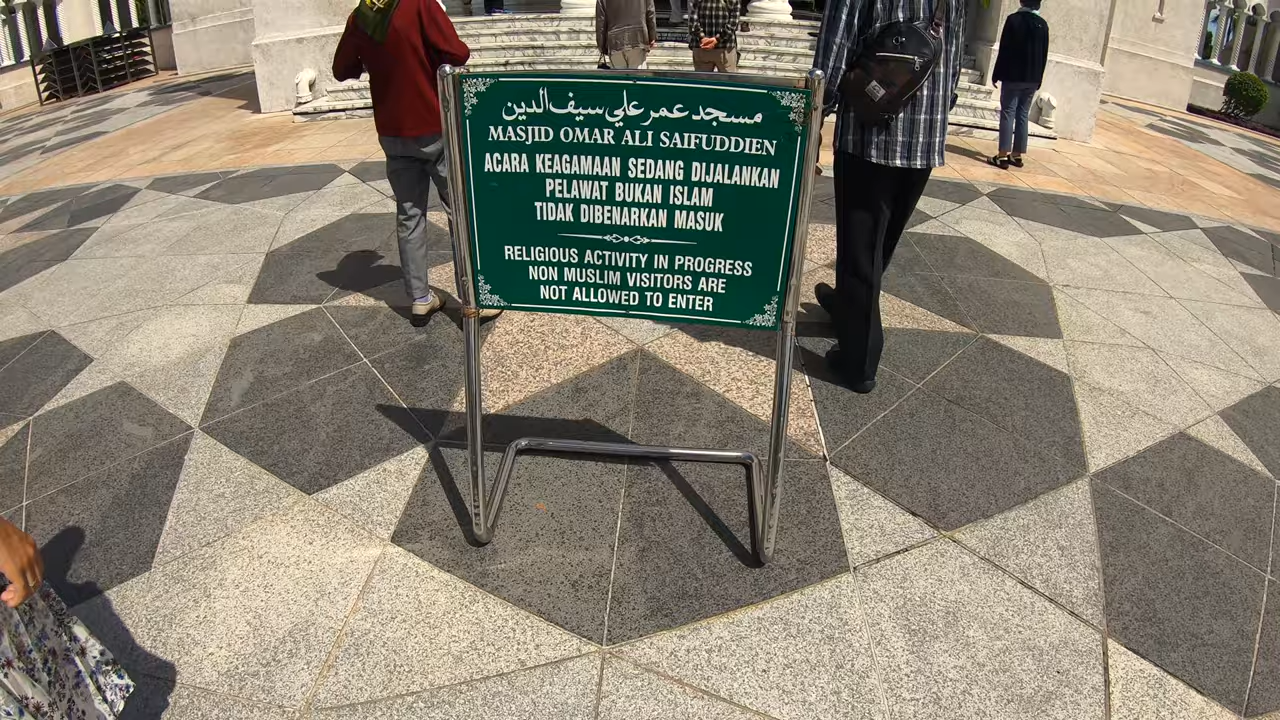 مسجد عمر علي سيف الدين
MASJID OMAR ALI SAIFUDDIEN
ACARA KEAGAMAAN SEDANG DIJALANKAN
PELAWAT BUKAN ISLAM
TIDAK DIBENARKAN MASUK
RELIGIOUS ACTIVITY IN PROGRESS
NON MUSLIM VISITORS ARE
NOT ALLOWED TO ENTER